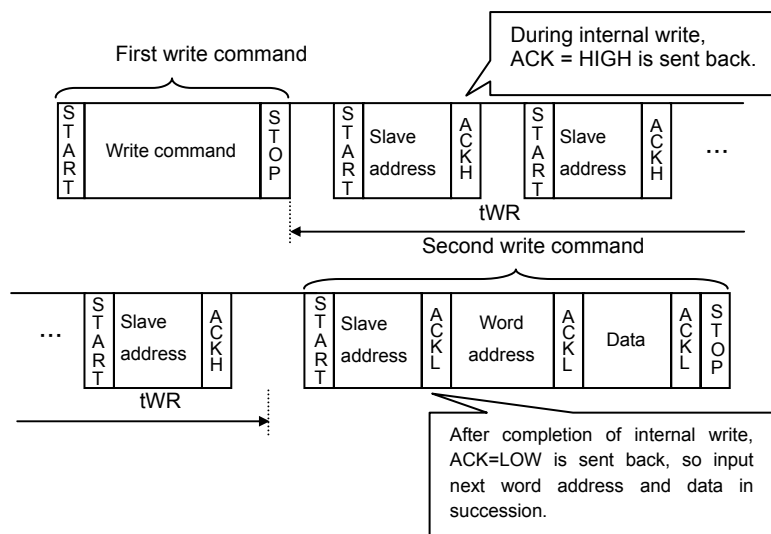 During internal write,
ACK = HIGH is sent back.
First write command
START
Write command
STOP
START
Slave
address
ACKH
START
Slave
address
ACKH
...
tWR
Second write command
...
START
Slave
address
ACKH
START
Slave
address
ACKL
Word
address
ACKL
Data
ACKL
STOP
tWR
After completion of internal write,
ACK=LOW is sent back, so input
next word address and data in
succession.